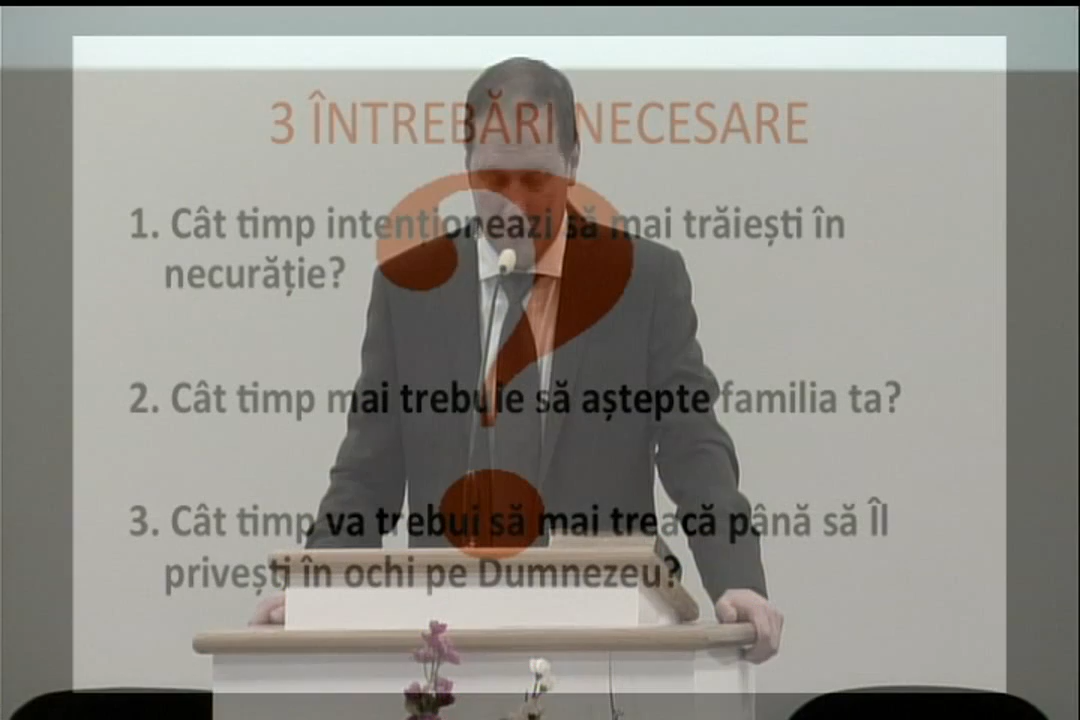 3 ÎNTREBĂRI NECESARE
1. Cât timp intenționeazi să mai trăiești în
necurăție?
2. Cât timp mai trebuie să aștepte familia ta?
3. Cât timp va trebui să mai treacă până să Îl
privești în ochi pe Dumnezeu?
?